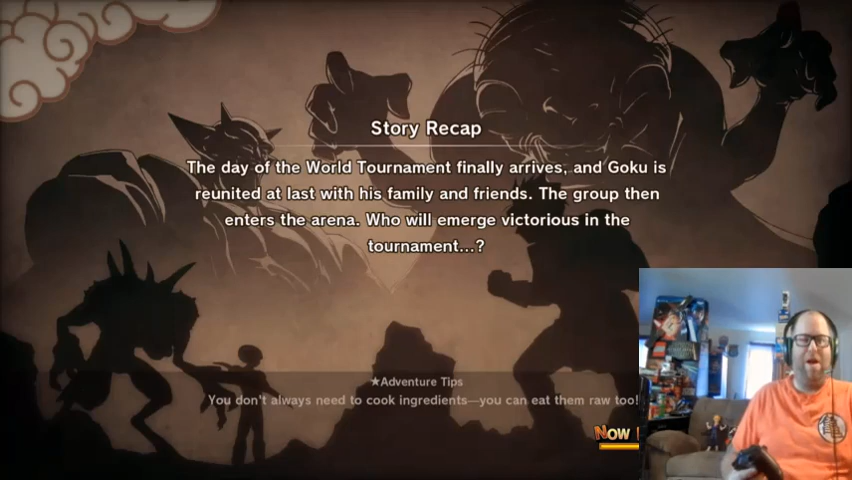 Story Recap
The day of the World Tournament finally arrives, and Goku is
reunited at last with his family and friends. The group then
enters the arena. Who will emerge victorious in the
tournament...?
★Adventure Tips
You don't always need to cook ingredients—you can eat them raw too!
Now